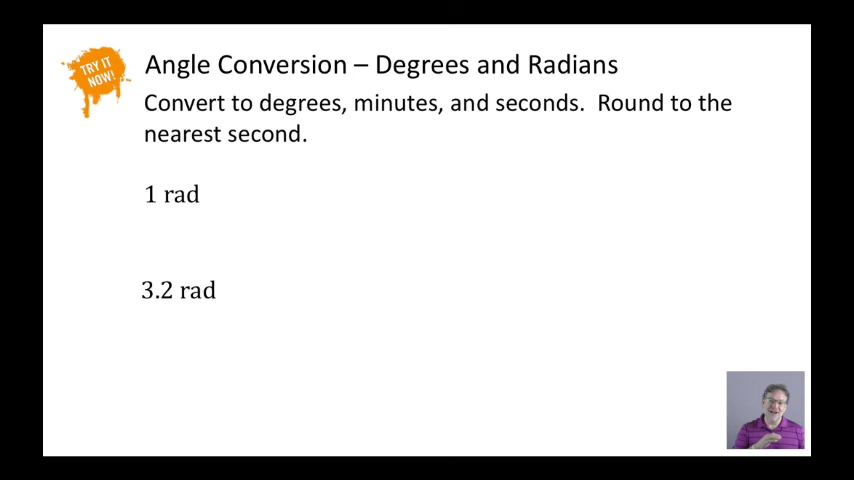 TRY IT
NOW!
Angle Conversion – Degrees and Radians
Convert to degrees, minutes, and seconds.  Round to the
nearest second.
1 rad
3.2 rad